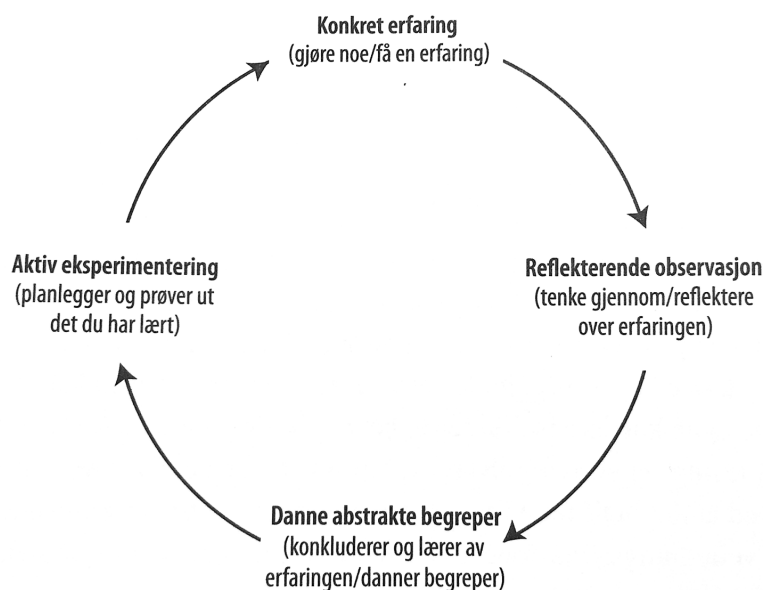 Konkret erfaring
(gjøre noe/få en erfaring)
Reflekterende observasjon
(tenke gjennom/reflektere
over erfaringen)
Danne abstrakte begreper
(konkluderer og lærer av
erfaringen/danner begreper)
Aktiv eksperimentering
(planlegger og prøver ut
det du har lært)